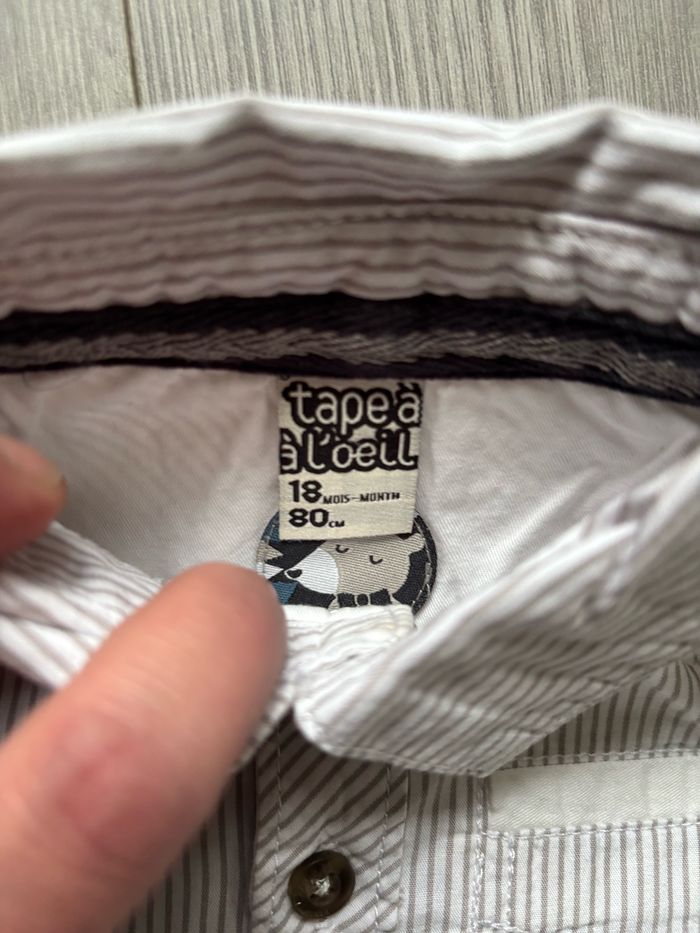 tape à
à l'oeil
18 MOIS-MONTH
80 CM